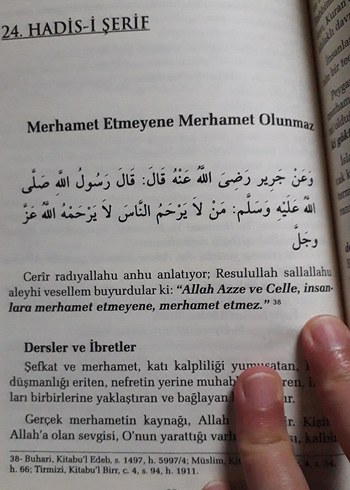 24. HADİS-İ ŞERİF
Merhamet Etmeyene Merhamet Olunmaz
وَعَنْ جَرِيرٍ رَضِىَ اللَّهُ عَنْهُ قَالَ: قَالَ رَسُولُ اللَّه صَلَّى
اللهُ عَلَيْهِ وَسَلَّم: مَنْ لَا يَرْحَمُ النَّاسَ لَا يَرْحَمْهُ اللَّهُ عَزَّ
وجَلَّ
Cerîr radıyallahu anhu anlatıyor; Resulullah sallallahu
aleyhi vesellem buyurdular ki: “Allah Azze ve Celle, insan-
lara merhamet etmeyene, merhamet etmez.” 38
Dersler ve İbretler
Şefkat ve merhamet, katı kalpliliği yumuşatan,
düşmanlığı eriten, nefretin yerine
ları birbirlerine yaklaştıran ve bağlayan
Gerçek merhametin kaynağı, Allah
Allah'a olan sevgisi, O'nun yarattığı
38- Buhari, Kitabu'l Edeb, s. 1497, h. 5997/4; Müslim,
h. 66; Tirmizi, Kitabu'l Birr, c. 4, s. 94, h. 1911.